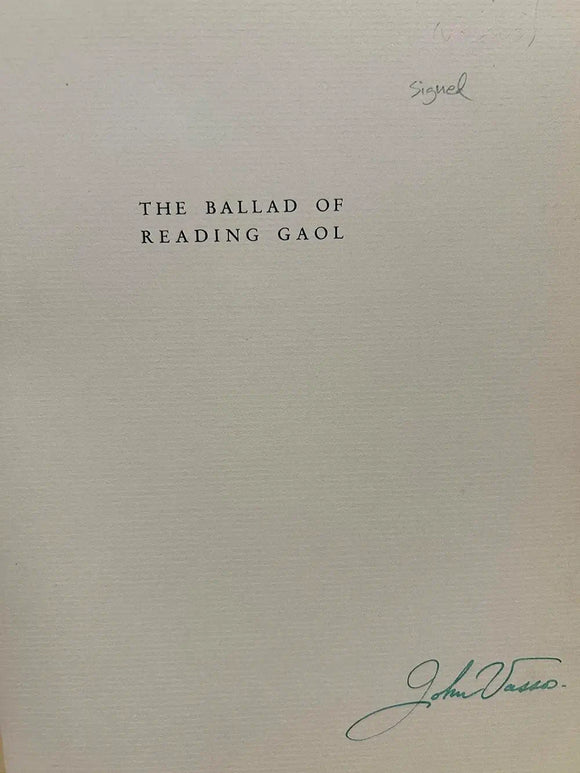 Signed
THE BALLAD OF
READING GAOL
John Vassos.